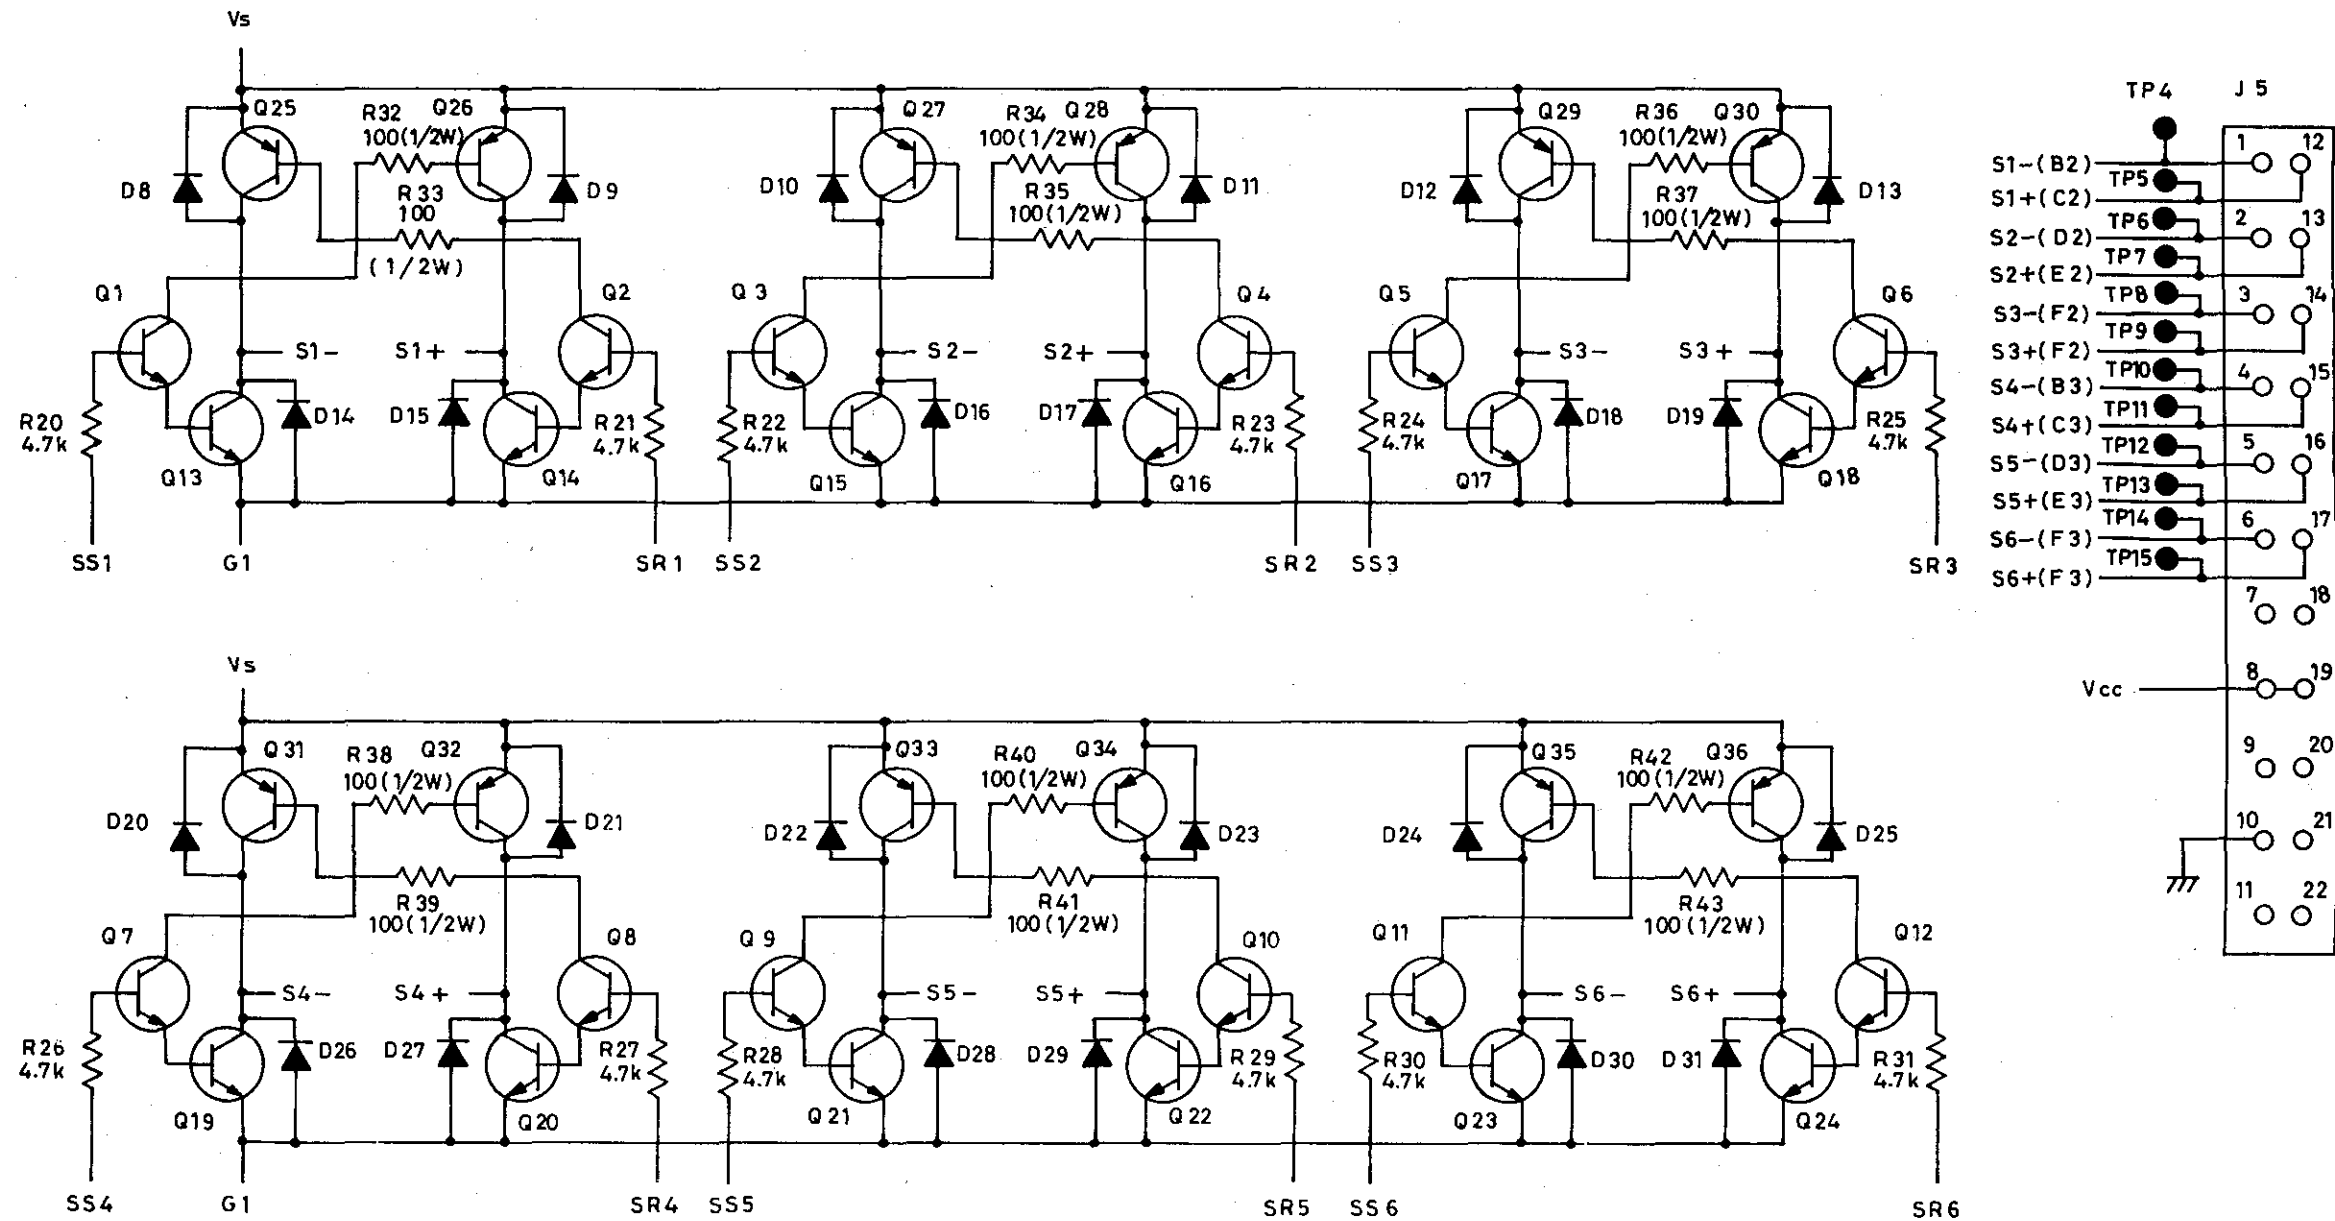 Vs
Q25
R32
100(1/2W)
Q26
D8
D9
R33
100
(1/2W)
Q1
Q2
S1-
S1+
R20
4.7k
D14
D15
R21
4.7k
Q13
Q14
SS1
G1
SR1
Q27
R34
100(1/2W)
Q28
D10
D11
R35
100(1/2W)
Q3
Q4
S2-
S2+
R22
4.7k
D16
D17
R23
4.7k
Q15
Q16
SS2
SR2
Q29
R36
100(1/2W)
Q30
D12
D13
R37
100(1/2W)
Q5
Q6
S3-
S3+
R24
4.7k
D18
D19
R25
4.7k
Q17
Q18
SS3
SR3
Vs
Q31
R38
100(1/2W)
Q32
D20
D21
R39
100(1/2W)
Q7
Q8
S4-
S4+
R26
4.7k
D26
D27
R27
4.7k
Q19
Q20
SS4
G1
SR4
Q33
R40
100(1/2W)
Q34
D22
D23
R41
100(1/2W)
Q9
Q10
S5-
S5+
R28
4.7k
D28
D29
R29
4.7k
Q21
Q22
SS5
SR5
Q35
R42
100(1/2W)
Q36
D24
D25
R43
100(1/2W)
Q11
Q12
S6-
S6+
R30
4.7k
D30
D31
R31
4.7k
Q23
Q24
SS6
SR6
TP4
J5
S1-(B2)
1
12
TP5
S1+(C2)
TP6
S2-(D2)
2
13
TP7
S2+(E2)
TP8
S3-(F2)
3
14
TP9
S3+(F2)
TP10
S4-(B3)
4
15
TP11
S4+(C3)
TP12
S5-(D3)
5
16
TP13
S5+(E3)
TP14
S6-(F3)
6
17
TP15
S6+(F3)
7
18
Vcc
8
19
9
20
10
21
11
22